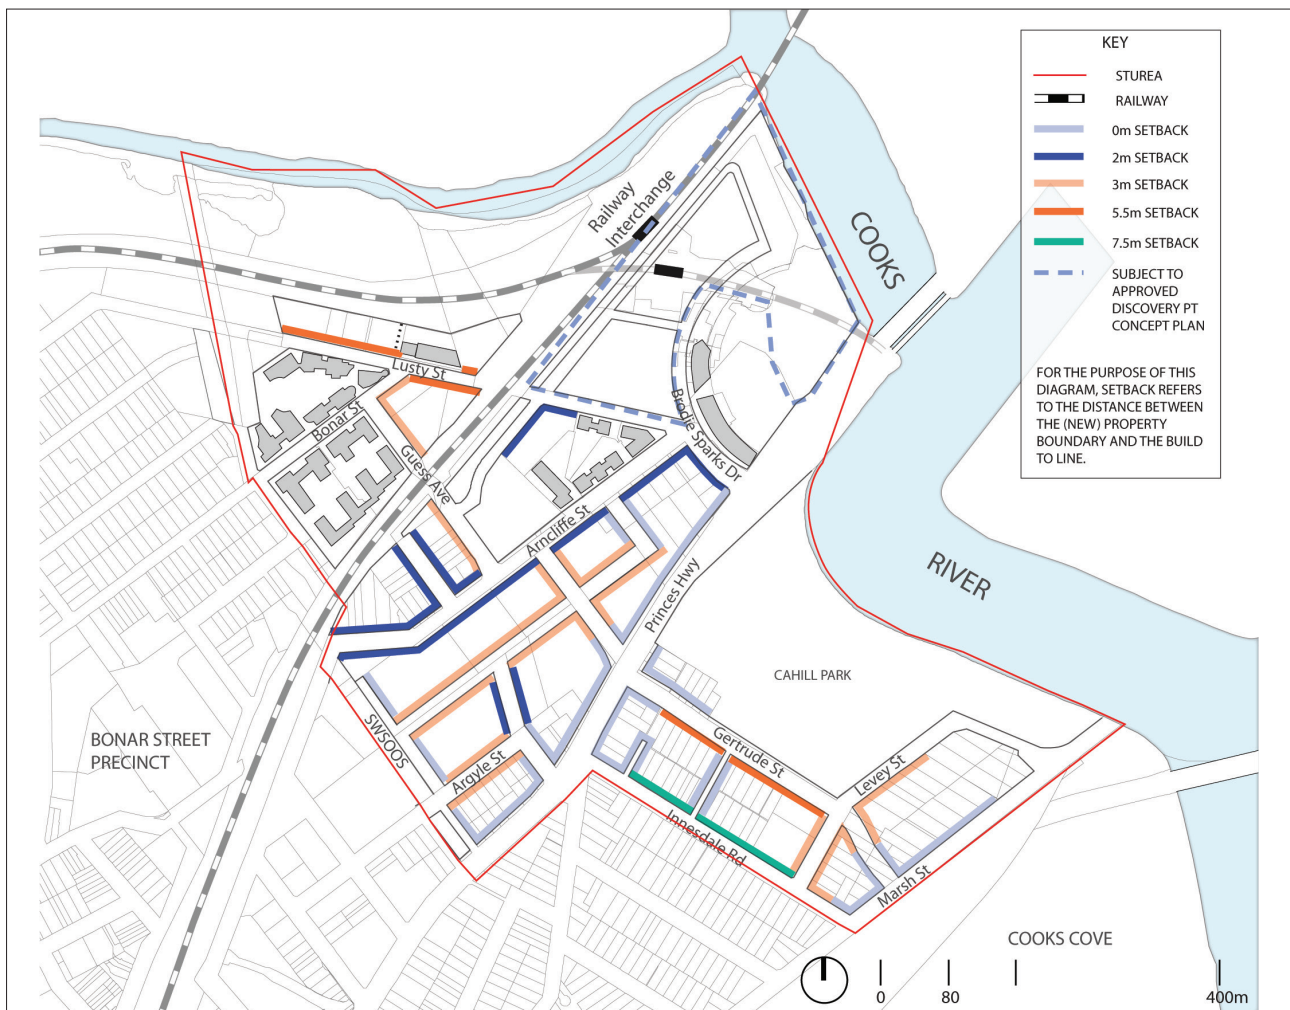 KEY
STUREA
RAILWAY
0m SETBACK
2m SETBACK
3m SETBACK
5.5m SETBACK
7.5m SETBACK
SUBJECT TO
APPROVED
DISCOVERY PT
CONCEPT PLAN
FOR THE PURPOSE OF THIS
DIAGRAM, SETBACK REFERS
TO THE DISTANCE BETWEEN
THE (NEW) PROPERTY
BOUNDARY AND THE BUILD
TO LINE.
Railway
Interchange
COOKS
RIVER
Lusty St
Bonar St
Guess Ave
Brodie Sparks Dr
Arncliffe St
Princes Hwy
CAHILL PARK
BONAR STREET
PRECINCT
SWSOOS
Argyle St
Gertrude St
Levey St
Innesdale Rd
Marsh St
COOKS COVE
0
80
400m